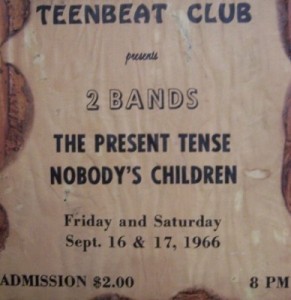 TEENBEAT CLUB
presents
2 BANDS
THE PRESENT TENSE
NOBODY'S CHILDREN
Friday and Saturday
Sept. 16 & 17, 1966
ADMISSION $2.00 8 PM